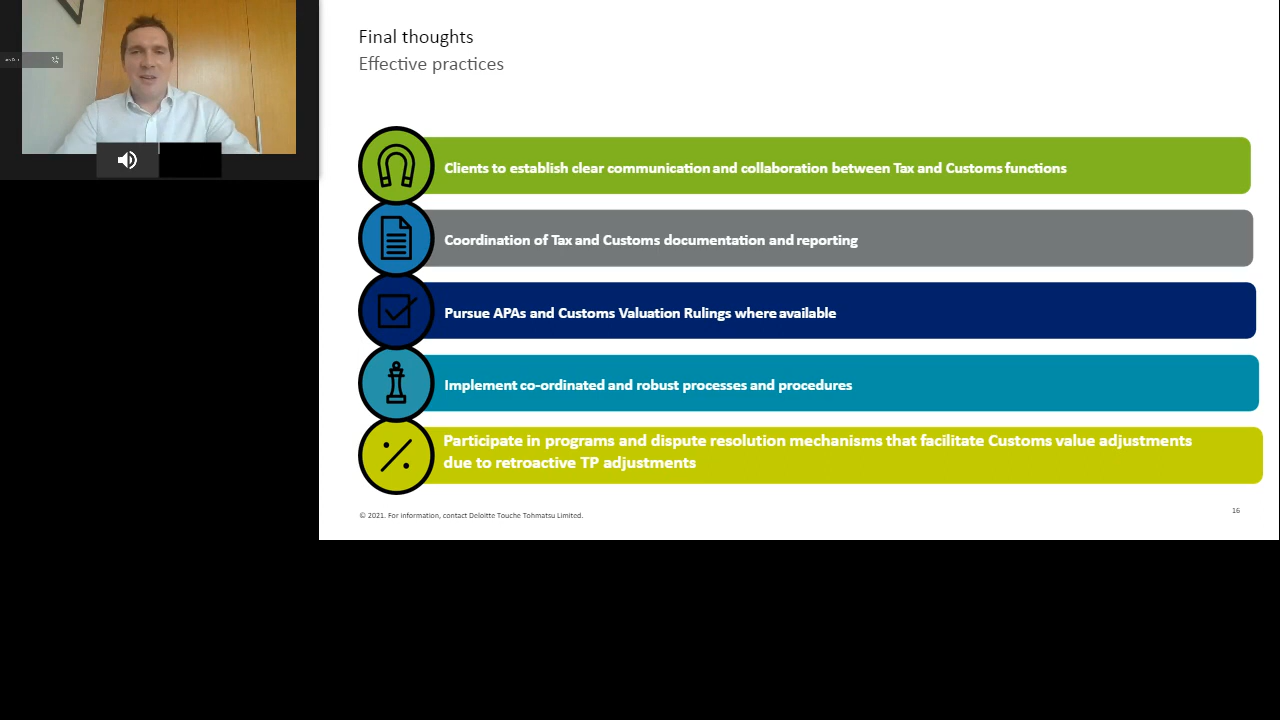 Final thoughts
Effective practices
Clients to establish clear communication and collaboration between Tax and Customs functions
Coordination of Tax and Customs documentation and reporting
Pursue APAs and Customs Valuation Rulings where available
Implement co-ordinated and robust processes and procedures
Participate in programs and dispute resolution mechanisms that facilitate Customs value adjustments
due to retroactive TP adjustments
© 2021. For information, contact Deloitte Touche Tohmatsu Limited.
16